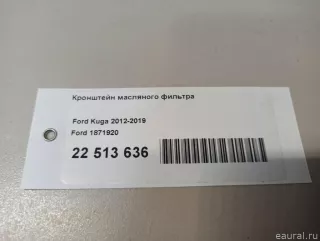 Кронштейн масляного фильтра
Ford Kuga 2012-2019
Ford 1871920
22 513 636
eaural.ru